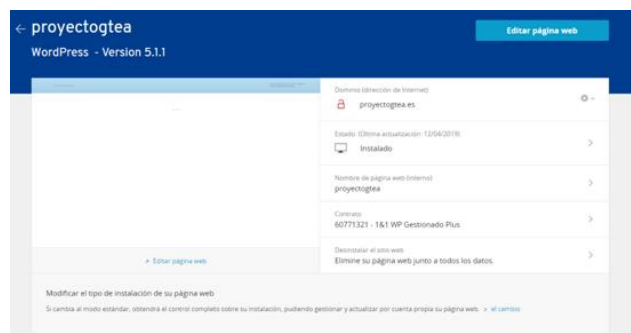 ← proyectogtea
Editar página web
WordPress - Version 5.1.1
Dominio (dirección de Internet)
proyectogtea.es
Estado (Última actualización: 12/04/2019)
Instalado
Nombre de página web (interno)
proyectogtea
Contrato
60771321 - 1&1 WP Gestionado Plus
Desinstalar el sitio web
Elimine su página web junto a todos los datos.
Editar página web
Modificar el tipo de instalación de su página web
Si cambia al modo estándar, obtendrá el control completo sobre su instalación, pudiendo gestionar y actualizar por cuenta propia su página web. » el cambio